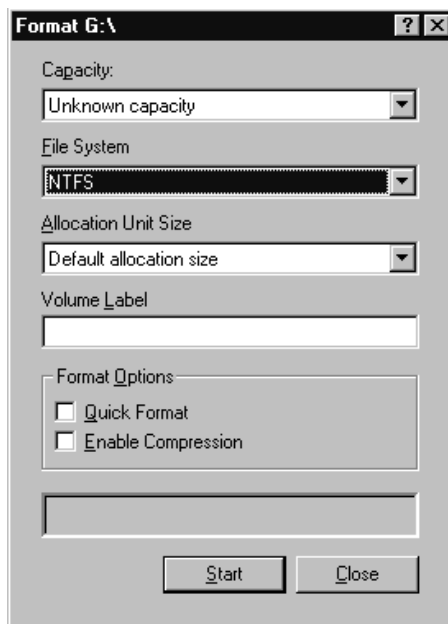 Format G:\
?
Capacity:
Unknown capacity
File System
NTFS
Allocation Unit Size
Default allocation size
Volume Label
Format Options
Quick Format
Enable Compression
Start Close